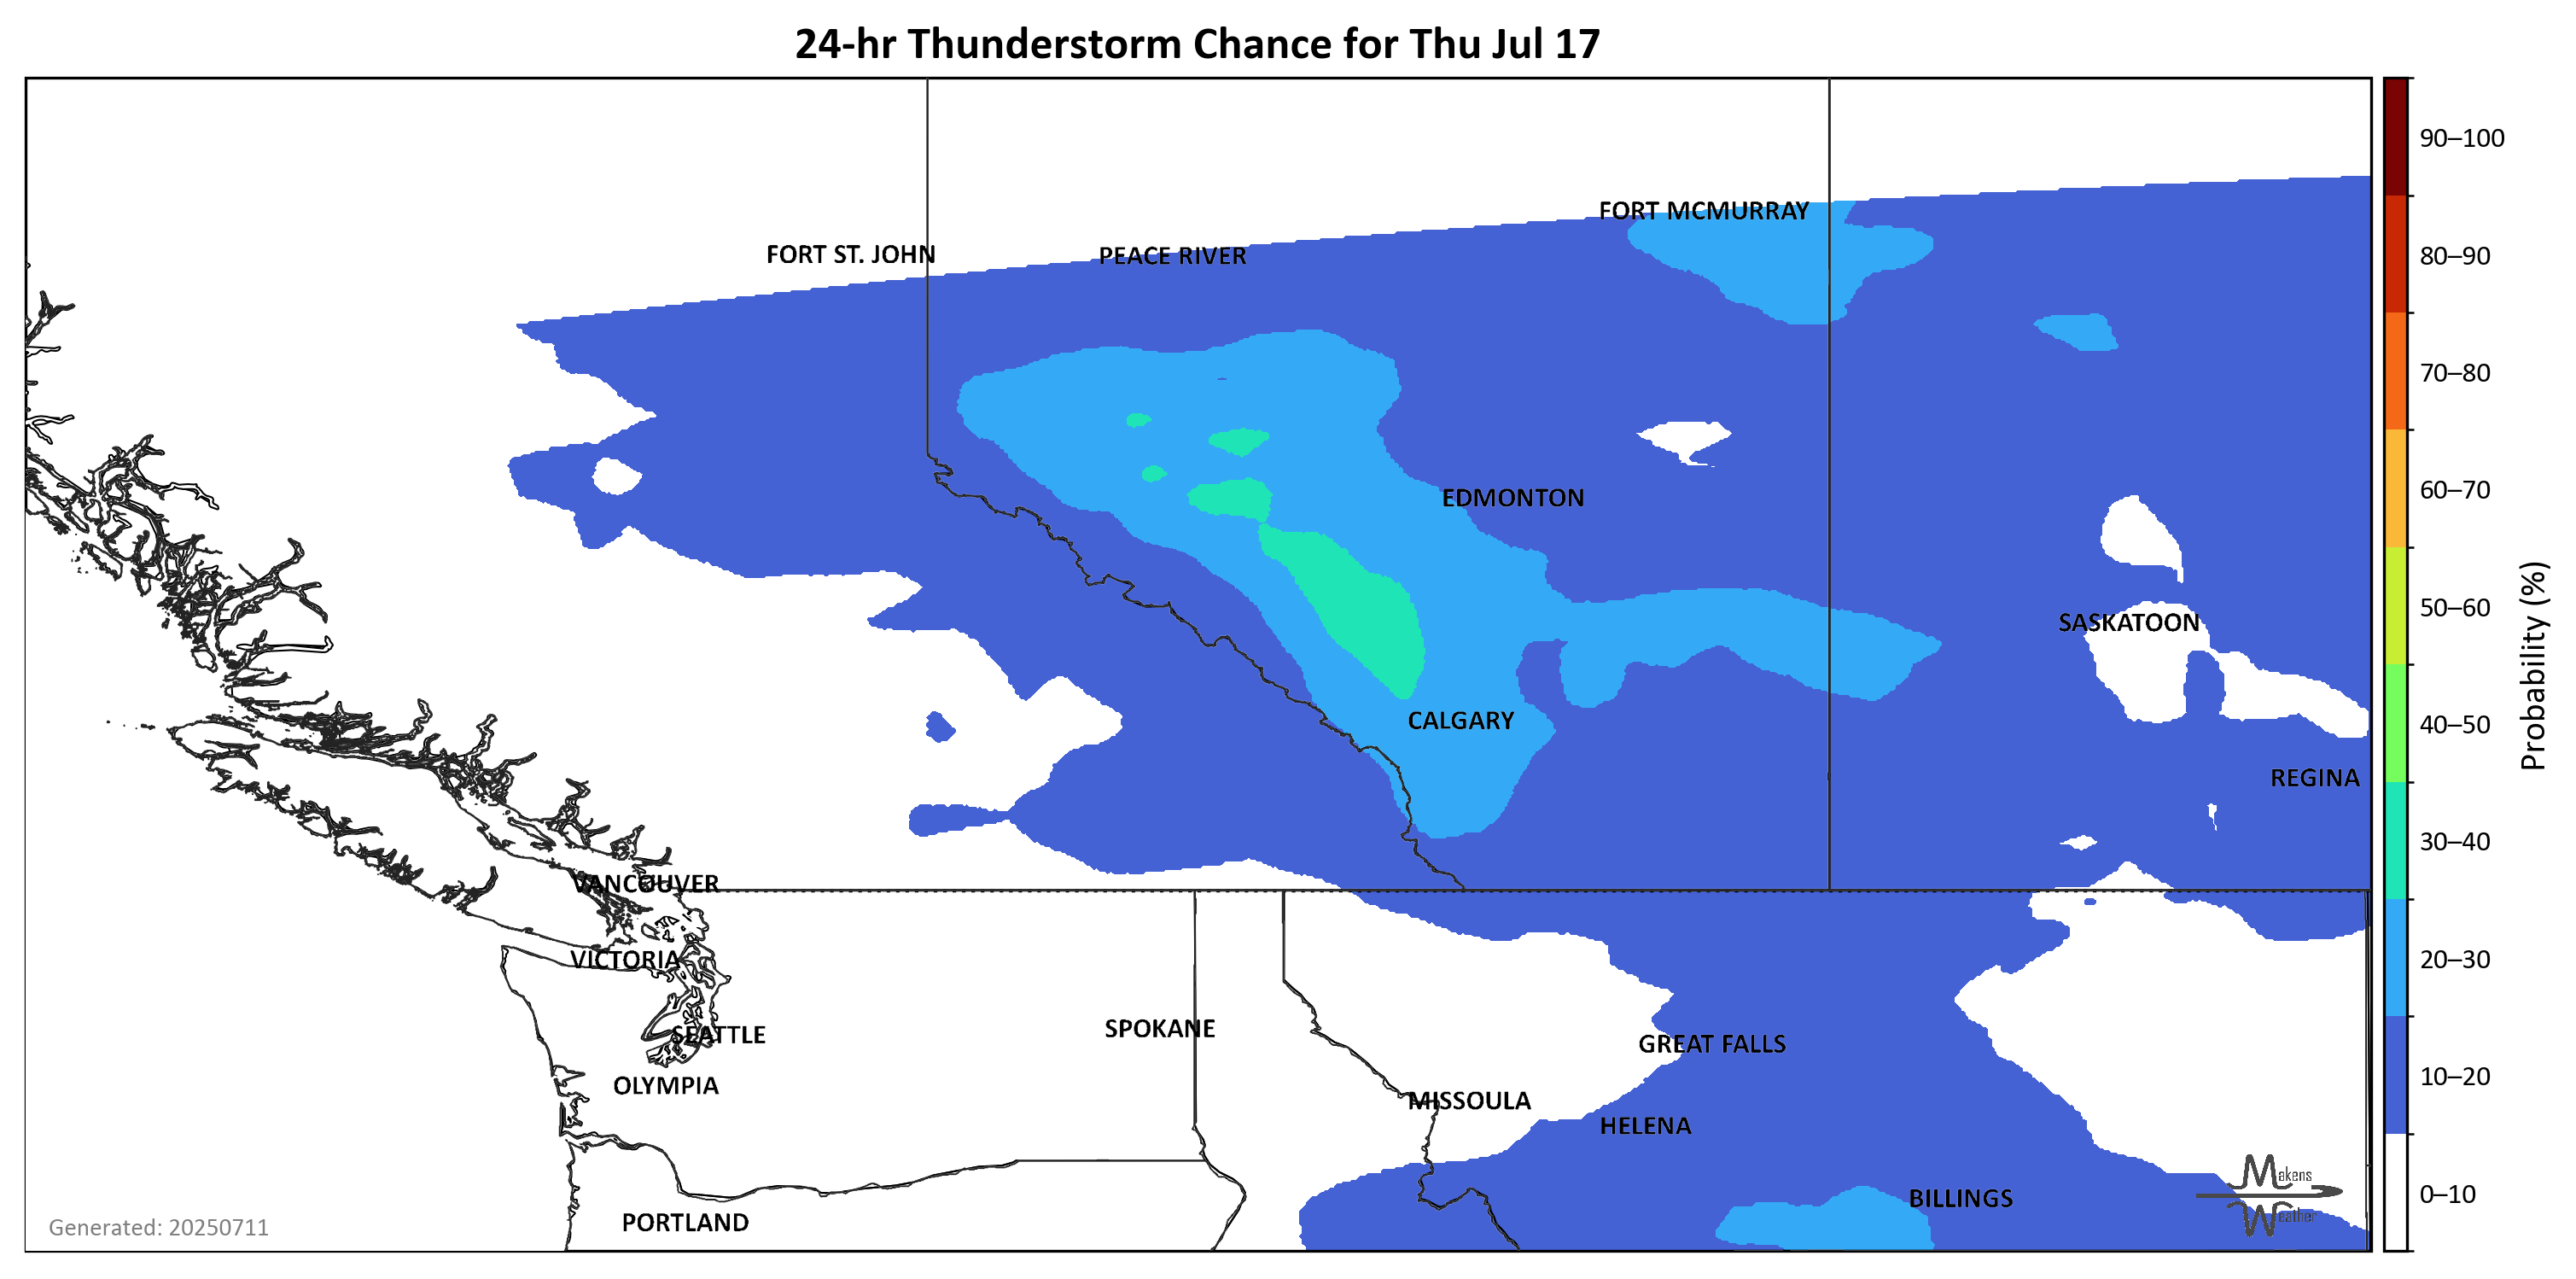 24-hr Thunderstorm Chance for Thu Jul 17
FORT MCMURRAY
FORT ST. JOHN
PEACE RIVER
EDMONTON
SASKATOON
CALGARY
REGINA
VANCOUVER
VICTORIA
SEATTLE
SPOKANE
GREAT FALLS
OLYMPIA
MISSOULA
HELENA
BILLINGS
PORTLAND
Makens
Weather
Generated: 20250711
90–100
80–90
70–80
60–70
50–60
40–50
30–40
20–30
10–20
0–10
Probability (%)